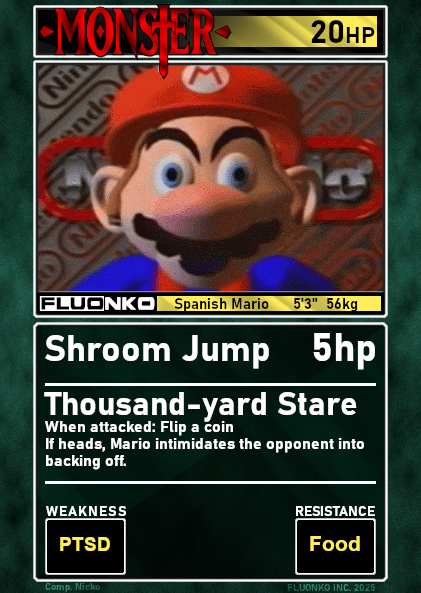 MONSTER
20HP
M
Nintendo
FLUONKO Spanish Mario 5'3" 56kg
Shroom Jump 5hp
Thousand-yard Stare
When attacked: Flip a coin
If heads, Mario intimidates the opponent into
backing off.
WEAKNESS RESISTANCE
PTSD Food
Comp. Nicko FLUONKO INC. 2025